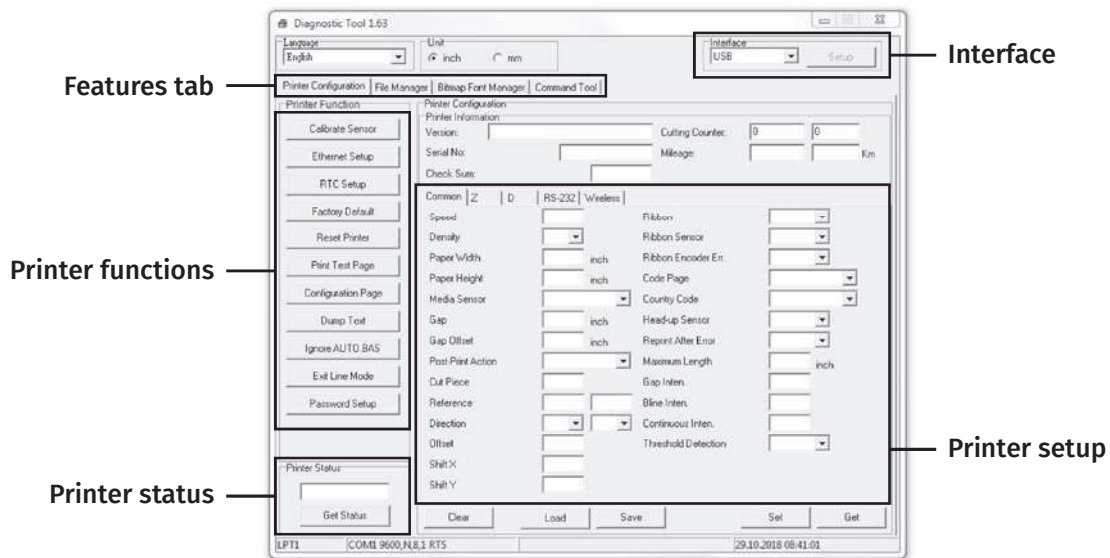 Diagnostic Tool 1.63
Language
English
Unit
inch mm
Interface
USB Setup
Interface
Features tab
Printer Configuration File Manager Bitmap Font Manager Command Tool
Printer Function
Calibrate Sensor
Ethernet Setup
RTC Setup
Factory Default
Reset Printer
Print Test Page
Configuration Page
Dump Text
Ignore AUTO.BAS
Exit Line Mode
Password Setup
Printer functions
Printer Configuration
Printer Information
Version: Cutting Counter: 0 0
Serial No: Mileage: Km
Check Sum:
Common Z D RS-232 Wireless
Speed Ribbon
Density Ribbon Sensor
Paper Width inch Ribbon Encoder Err.
Paper Height inch Code Page
Media Sensor Country Code
Gap inch Head-up Sensor
Gap Offset inch Reprint After Error
Post-Print Action Maximum Length inch
Cut Piece Gap Inten.
Reference Bline Inten.
Direction Continuous Inten.
Offset Threshold Detection
Shift X
Shift Y
Printer setup
Printer Status
Get Status
Printer status
Clear Load Save Set Get
LPT1 COM1 9600,N,8,1 RTS 29.10.2018 08:41:01